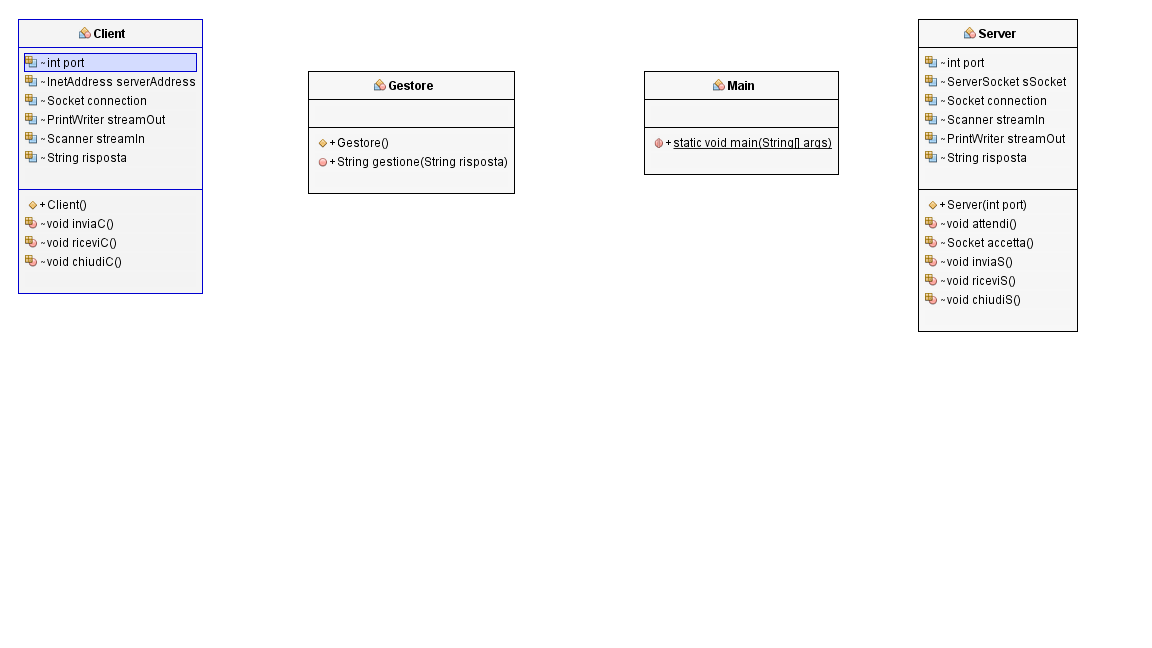 Client
~int port
~InetAddress serverAddress
~Socket connection
~PrintWriter streamOut
~Scanner streamIn
~String risposta
+Client()
~void inviaC()
~void riceviC()
~void chiudiC()
Gestore
+Gestore()
+String gestione(String risposta)
Main
+static void main(String[] args)
Server
~int port
~ServerSocket sSocket
~Socket connection
~Scanner streamIn
~PrintWriter streamOut
~String risposta
+Server(int port)
~void attendi()
~Socket accetta()
~void inviaS()
~void riceviS()
~void chiudiS()